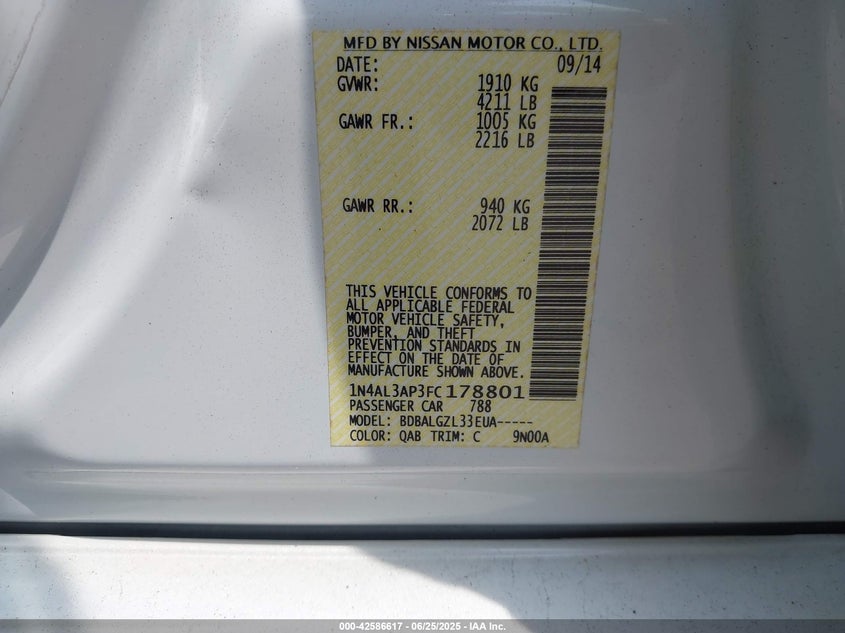 MFD BY NISSAN MOTOR CO., LTD.
DATE: 09/14
GVWR: 1910 KG
4211 LB
GAWR FR.: 1005 KG
2216 LB
GAWR RR.: 940 KG
2072 LB
THIS VEHICLE CONFORMS TO
ALL APPLICABLE FEDERAL
MOTOR VEHICLE SAFETY,
BUMPER, AND THEFT
PREVENTION STANDARDS IN
EFFECT ON THE DATE OF
MANUFACTURE SHOWN ABOVE.
1N4AL3AP3FC178801
PASSENGER CAR 788
MODEL: BDBALGZL33EUA-----
COLOR: QAB TRIM: C 9N00A
000-42586617 - 06/25/2025 - IAA Inc.